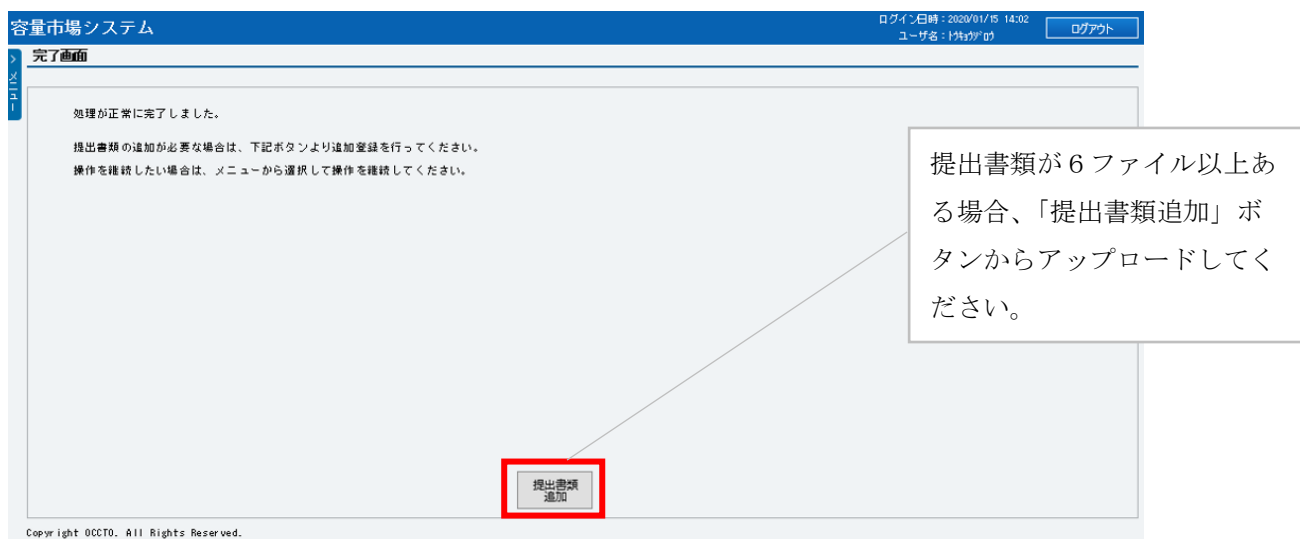 容量市場システム
ログイン日時：2020/01/15 14:02
ユーザ名：ﾄｳｷｮｳﾀﾞﾛｳ
ログアウト
＞ メニュー
完了画面
処理が正常に完了しました。
提出書類の追加が必要な場合は、下記ボタンより追加登録を行ってください。
操作を継続したい場合は、メニューから選択して操作を継続してください。
提出書類が６ファイル以上あ
る場合、「提出書類追加」ボ
タンからアップロードしてく
ださい。
提出書類
追加
Copyright OCCTO. All Rights Reserved.